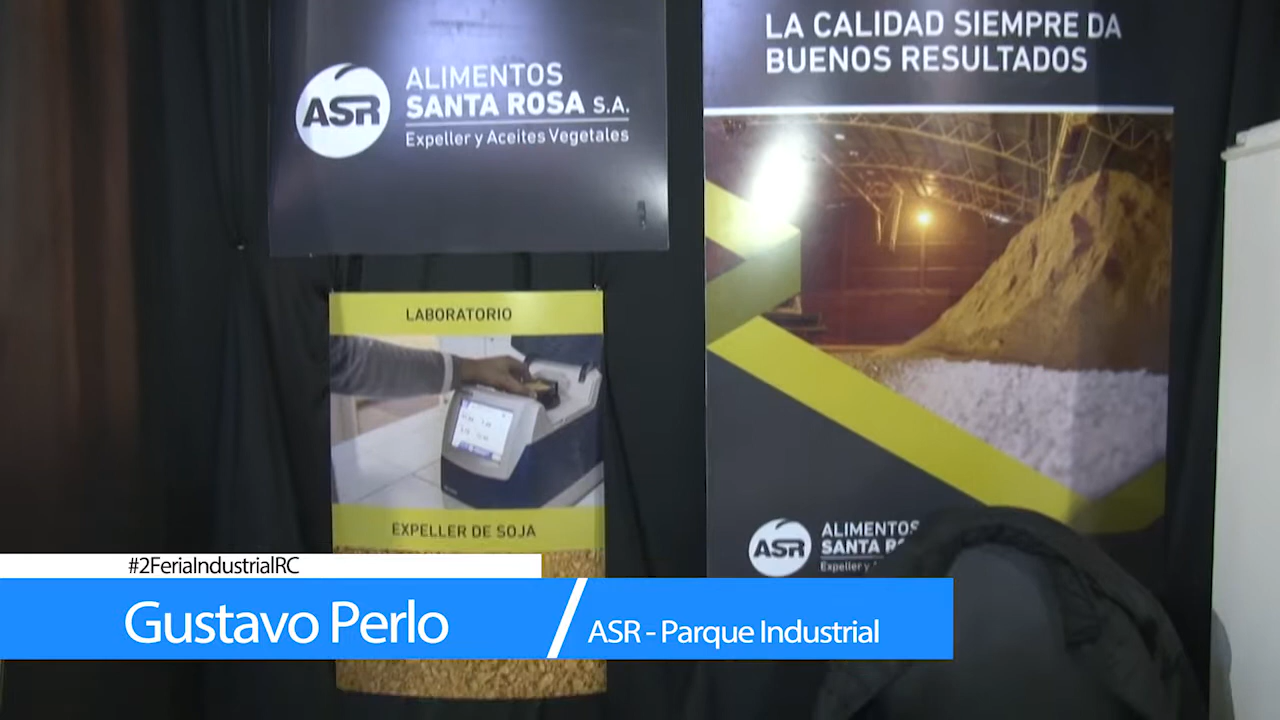 ASR
ALIMENTOS
SANTA ROSA S.A.
Expeller y Aceites Vegetales
LA CALIDAD SIEMPRE DA
BUENOS RESULTADOS
LABORATORIO
EXPELLER DE SOJA
ASR
ALIMENTOS
SANTA
Expeller y
#2FeriaIndustrialRC
Gustavo Perlo
ASR - Parque Industrial